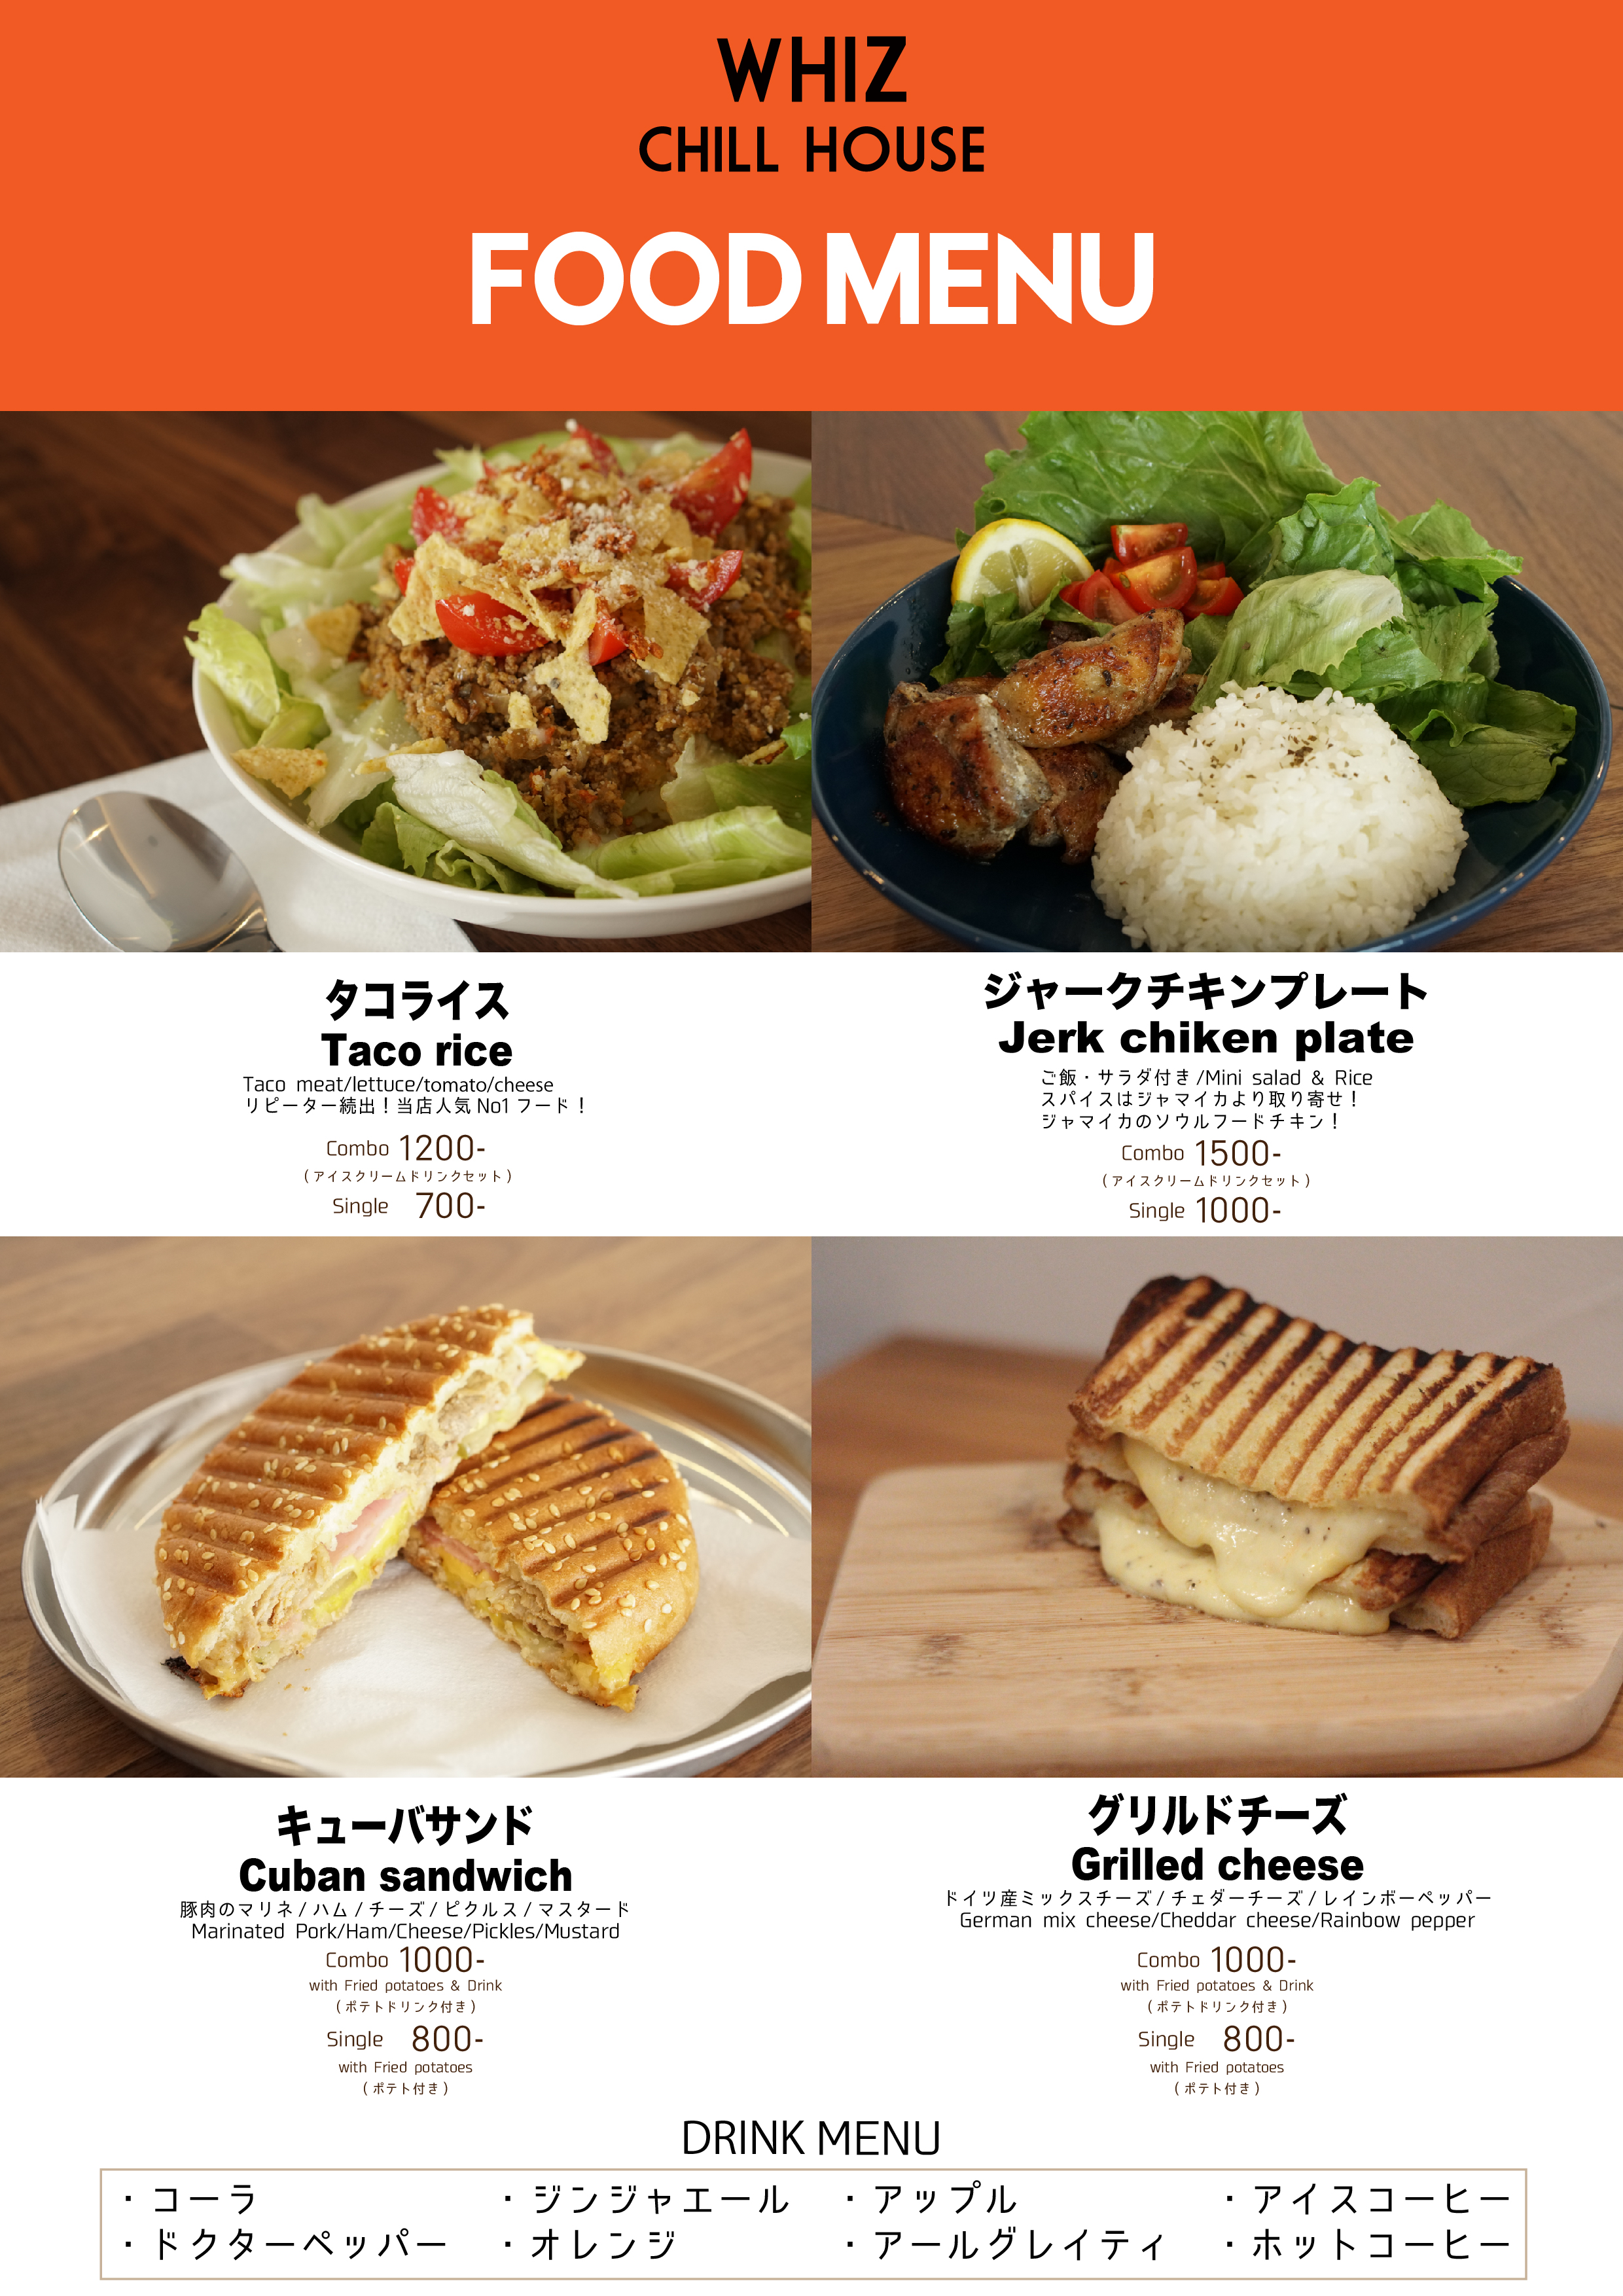 WHIZ
CHILL HOUSE
FOOD MENU
タコライス
Taco rice
Taco meat/lettuce/tomato/cheese
リピーター続出！当店人気 No1 フード！
Combo 1200-
（アイスクリームドリンクセット）
Single 700-
ジャークチキンプレート
Jerk chiken plate
ご飯・サラダ付き/Mini salad & Rice
スパイスはジャマイカより取り寄せ！
ジャマイカのソウルフードチキン！
Combo 1500-
（アイスクリームドリンクセット）
Single 1000-
キューバサンド
Cuban sandwich
豚肉のマリネ/ハム/チーズ/ピクルス/マスタード
Marinated Pork/Ham/Cheese/Pickles/Mustard
Combo 1000-
with Fried potatoes & Drink
（ポテトドリンク付き）
Single 800-
with Fried potatoes
（ポテト付き）
グリルドチーズ
Grilled cheese
ドイツ産ミックスチーズ/チェダーチーズ/レインボーペッパー
German mix cheese/Cheddar cheese/Rainbow pepper
Combo 1000-
with Fried potatoes & Drink
（ポテトドリンク付き）
Single 800-
with Fried potatoes
（ポテト付き）
DRINK MENU
・コーラ ・ジンジャエール ・アップル ・アイスコーヒー
・ドクターペッパー ・オレンジ ・アールグレイティ ・ホットコーヒー